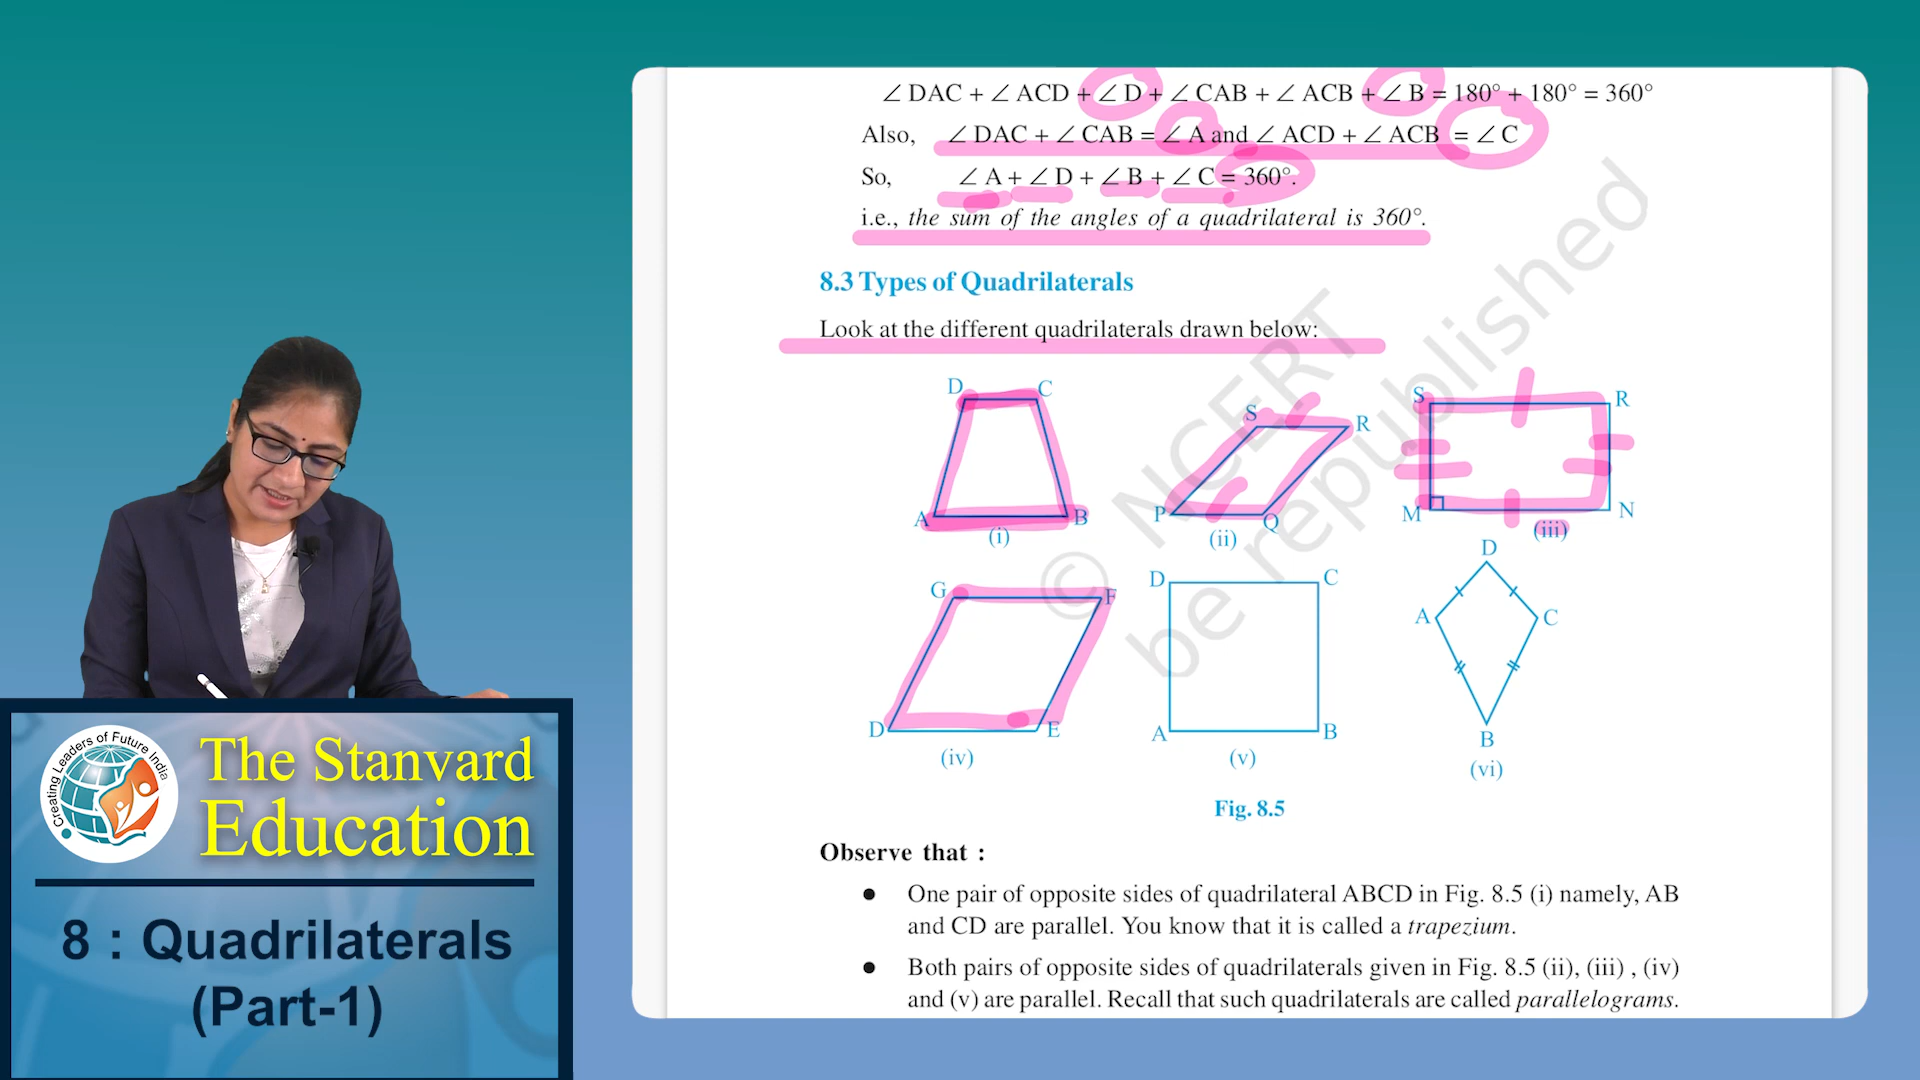 ∠ DAC + ∠ ACD + ∠ D + ∠ CAB + ∠ ACB + ∠ B = 180° + 180° = 360°
Also, ∠ DAC + ∠ CAB = ∠ A and ∠ ACD + ∠ ACB = ∠ C
So, ∠ A + ∠ D + ∠ B + ∠ C = 360°.
i.e., the sum of the angles of a quadrilateral is 360°.
8.3 Types of Quadrilaterals
Look at the different quadrilaterals drawn below:
D C
A B
(i)
S R
P Q
(ii)
S R
M N
(iii)
G F
D E
(iv)
D C
A B
(v)
D
A C
B
(vi)
Fig. 8.5
Observe that :
● One pair of opposite sides of quadrilateral ABCD in Fig. 8.5 (i) namely, AB
and CD are parallel. You know that it is called a trapezium.
● Both pairs of opposite sides of quadrilaterals given in Fig. 8.5 (ii), (iii) , (iv)
and (v) are parallel. Recall that such quadrilaterals are called parallelograms.
© NCERT
be republished
Creating Leaders of Future India
The Stanvard
Education
8 : Quadrilaterals
(Part-1)